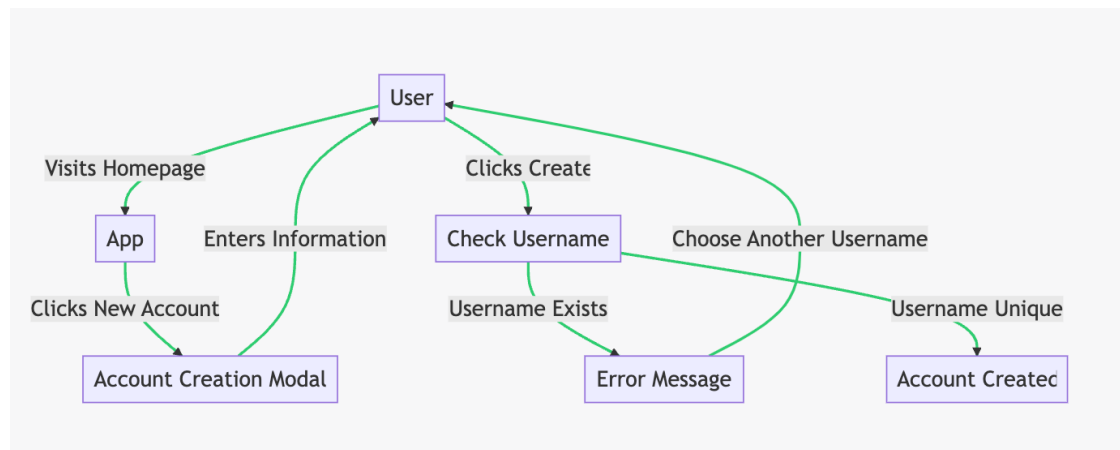 User
Visits Homepage
Clicks Create
App
Enters Information
Check Username
Choose Another Username
Clicks New Account
Username Exists
Username Unique
Account Creation Modal
Error Message
Account Created